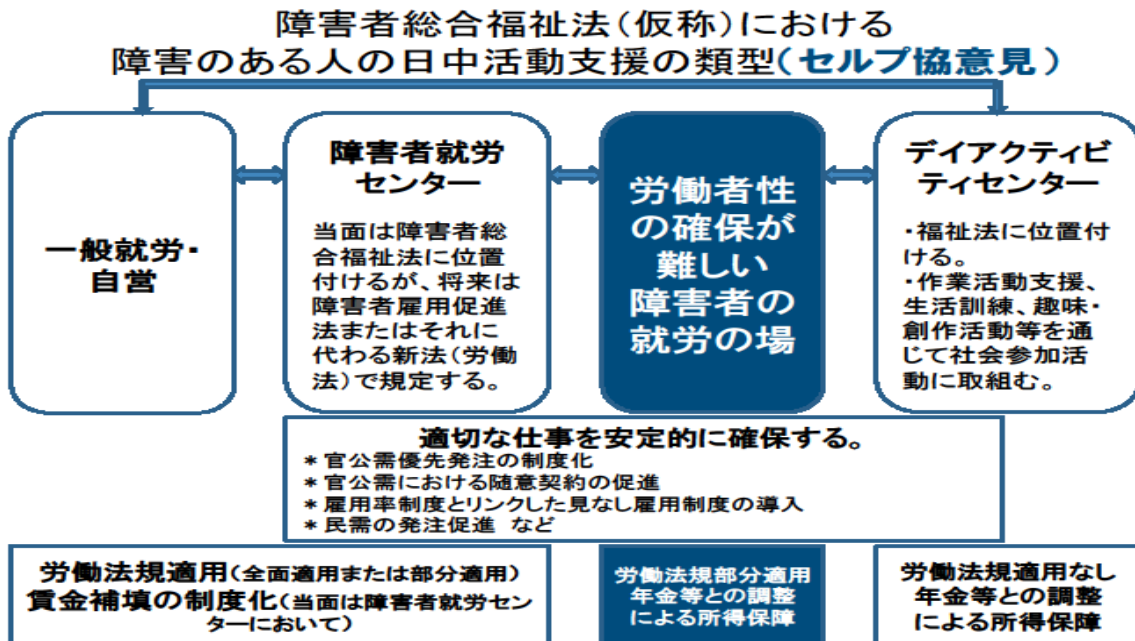 障害者総合福祉法(仮称)における
障害のある人の日中活動支援の類型(セルプ協意見)
一般就労・
自営
障害者就労
センター
当面は障害者総
合福祉法に位置
付けるが、将来は
障害者雇用促進
法またはそれに
代わる新法(労働
法)で規定する。
労働者性
の確保が
難しい
障害者の
就労の場
デイアクティビ
ティセンター
・福祉法に位置付
ける。
・作業活動支援、
生活訓練、趣味・
創作活動等を通
じて社会参加活
動に取組む。
適切な仕事を安定的に確保する。
* 官公需優先発注の制度化
* 官公需における随意契約の促進
* 雇用率制度とリンクした見なし雇用制度の導入
* 民需の発注促進 など
労働法規適用(全面適用または部分適用)
賃金補填の制度化(当面は障害者就労セン
ターにおいて)
労働法規部分適用
年金等との調整
による所得保障
労働法規適用なし
年金等との調整
による所得保障